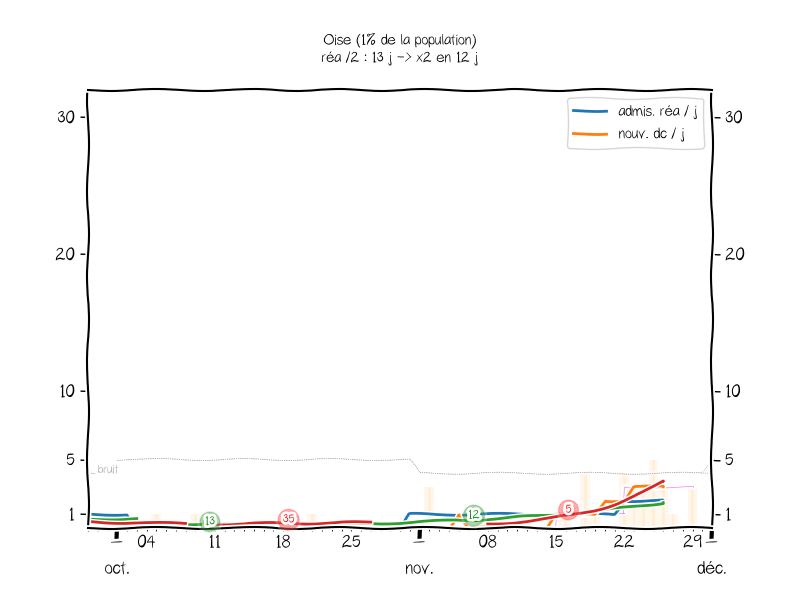 Oise (1% de la population)
réa /2 : 13 j -> x2 en 12 j
admis. réa / j
nouv. dc / j
30
30
20
20
10
10
5
5
bruit
1
1
13
35
12
5
04
11
18
25
08
15
22
29
oct.
nov.
déc.